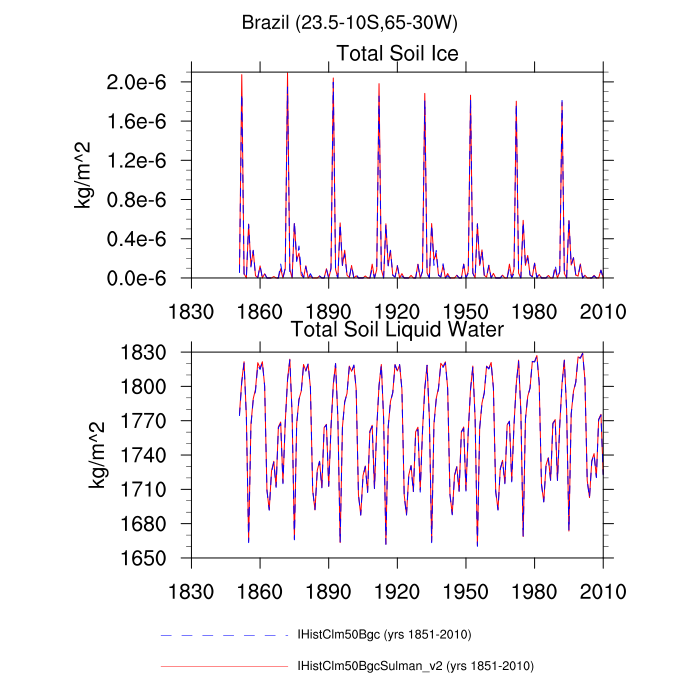 Brazil (23.5-10S,65-30W)
Total Soil Ice
2.0e-6
1.6e-6
1.2e-6
0.8e-6
0.4e-6
0.0e-6
kg/m^2
1830 1860 1890 1920 1950 1980 2010
Total Soil Liquid Water
1830
1800
1770
1740
1710
1680
1650
kg/m^2
1830 1860 1890 1920 1950 1980 2010
IHistClm50Bgc (yrs 1851-2010)
IHistClm50BgcSulman_v2 (yrs 1851-2010)